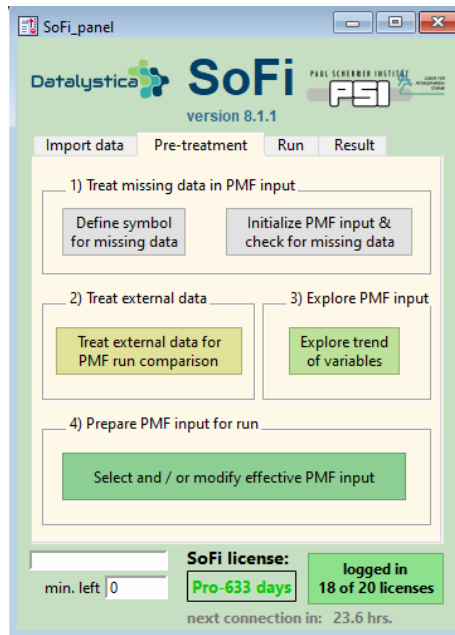 SoFi_panel
Datalystica
SoFi
PAUL SCHERRER INSTITUT
PSI
version 8.1.1
Import data
Pre-treatment
Run
Result
1) Treat missing data in PMF input
Define symbol
for missing data
Initialize PMF input &
check for missing data
2) Treat external data
Treat external data for
PMF run comparison
3) Explore PMF input
Explore trend
of variables
4) Prepare PMF input for run
Select and / or modify effective PMF input
min. left
0
SoFi license:
Pro-633 days
logged in
18 of 20 licenses
next connection in: 23.6 hrs.